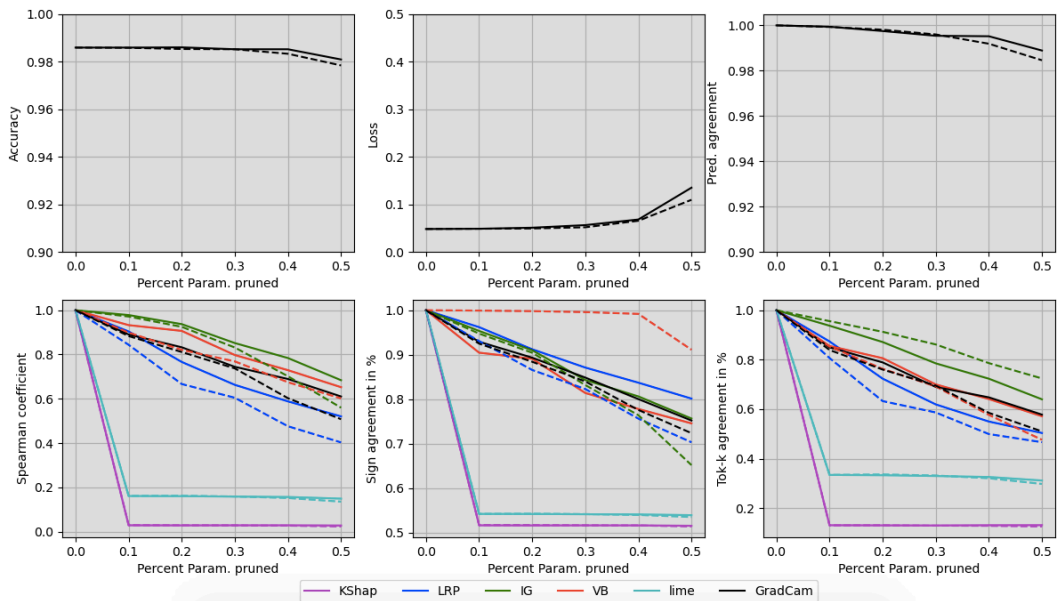 Accuracy
1.00
0.98
0.96
0.94
0.92
0.90
0.0 0.1 0.2 0.3 0.4 0.5
Percent Param. pruned
Loss
0.5
0.4
0.3
0.2
0.1
0.0
0.0 0.1 0.2 0.3 0.4 0.5
Percent Param. pruned
Pred. agreement
1.00
0.98
0.96
0.94
0.92
0.90
0.0 0.1 0.2 0.3 0.4 0.5
Percent Param. pruned
Spearman coefficient
1.0
0.8
0.6
0.4
0.2
0.0
0.0 0.1 0.2 0.3 0.4 0.5
Percent Param. pruned
Sign agreement in %
1.0
0.9
0.8
0.7
0.6
0.5
0.0 0.1 0.2 0.3 0.4 0.5
Percent Param. pruned
Tok-k agreement in %
1.0
0.8
0.6
0.4
0.2
0.0 0.1 0.2 0.3 0.4 0.5
Percent Param. pruned
KShap LRP IG VB lime GradCam